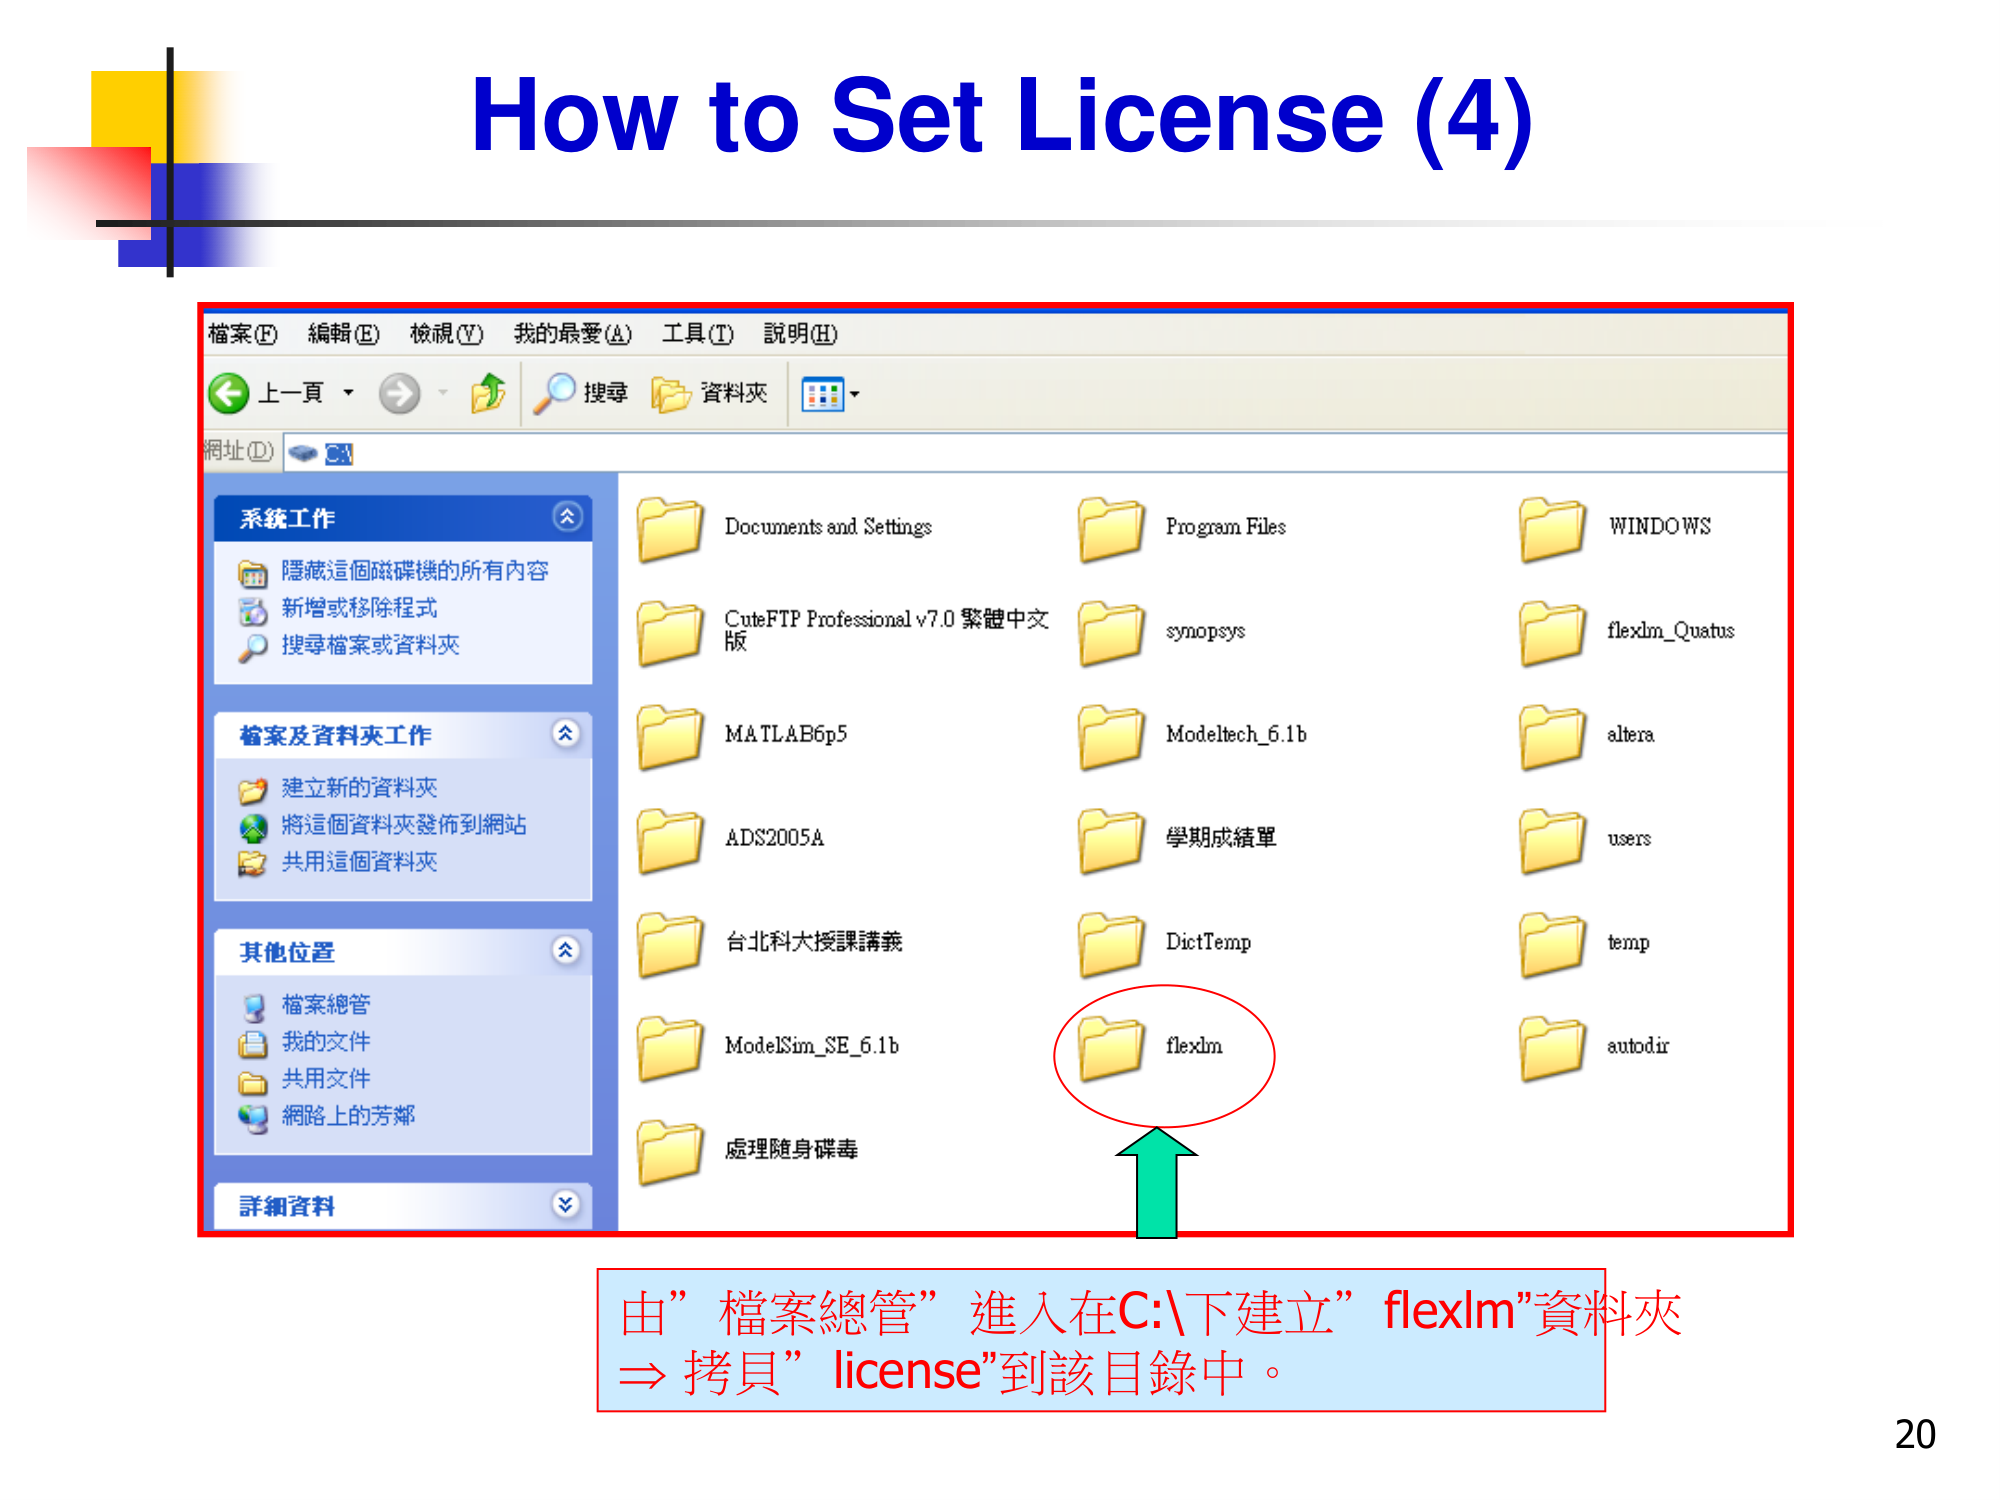 How to Set License (4)
檔案(F) 編輯(E) 檢視(V) 我的最愛(A) 工具(T) 說明(H)
上一頁 搜尋 資料夾
網址(D) C:\
系統工作
隱藏這個磁碟機的所有內容
新增或移除程式
搜尋檔案或資料夾
檔案及資料夾工作
建立新的資料夾
將這個資料夾發佈到網站
共用這個資料夾
其他位置
檔案總管
我的文件
共用文件
網路上的芳鄰
詳細資料
Documents and Settings Program Files WINDOWS
CuteFTP Professional v7.0 繁體中文
版
synopsys flexlm_Quatus
MATLAB6p5 Modeltech_6.1b altera
ADS2005A 學期成績單 users
台北科大授課講義 DictTemp temp
ModelSim_SE_6.1b flexlm autodir
處理隨身碟毒
由”檔案總管”進入在C:\下建立”flexlm”資料夾
⇒ 拷貝”license”到該目錄中。
20